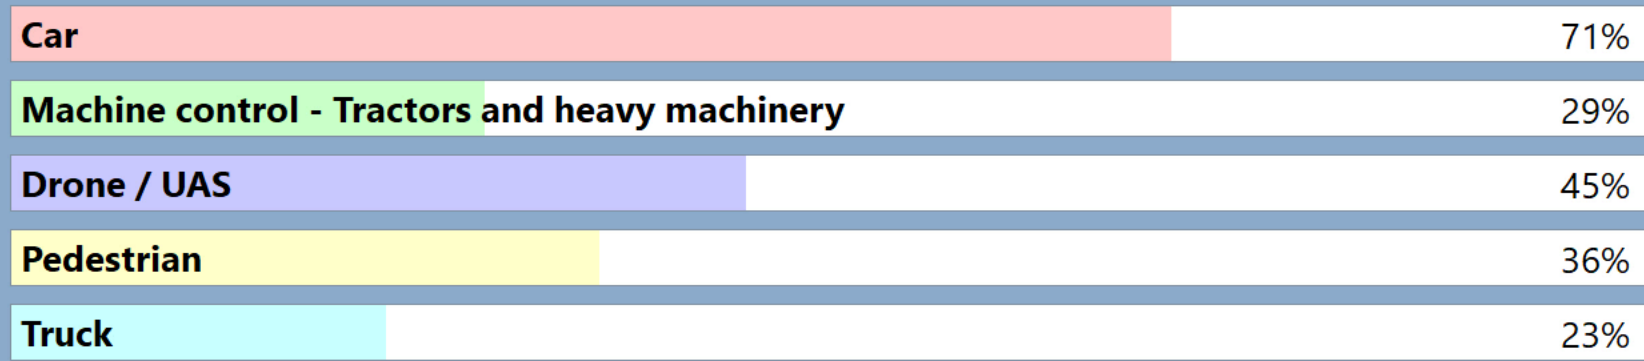 Car 71%
Machine control - Tractors and heavy machinery 29%
Drone / UAS 45%
Pedestrian 36%
Truck 23%